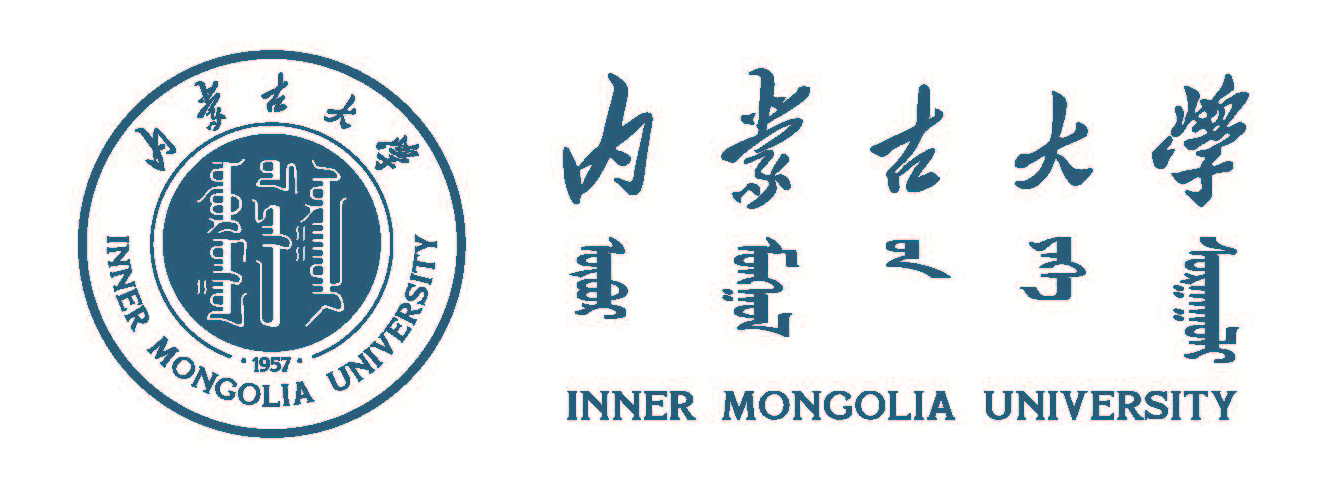 内蒙古大學
INNER MONGOLIA UNIVERSITY
·1957·
内蒙古大學
ᠥᠪᠥᠷ ᠮᠣᠩᠭᠣᠯ ᠤᠨ ᠶᠡᠬᠡ ᠰᠤᠷᠭᠠᠭᠤᠯᠢ
INNER MONGOLIA UNIVERSITY